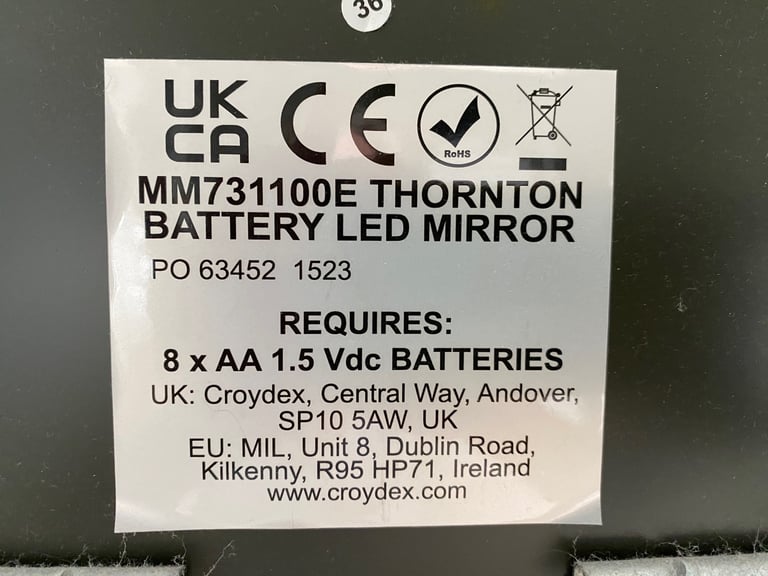 36
UK
CA
CE
RoHS
MM731100E THORNTON
BATTERY LED MIRROR
PO 63452 1523
REQUIRES:
8 x AA 1.5 Vdc BATTERIES
UK: Croydex, Central Way, Andover,
SP10 5AW, UK
EU: MIL, Unit 8, Dublin Road,
Kilkenny, R95 HP71, Ireland
www.croydex.com